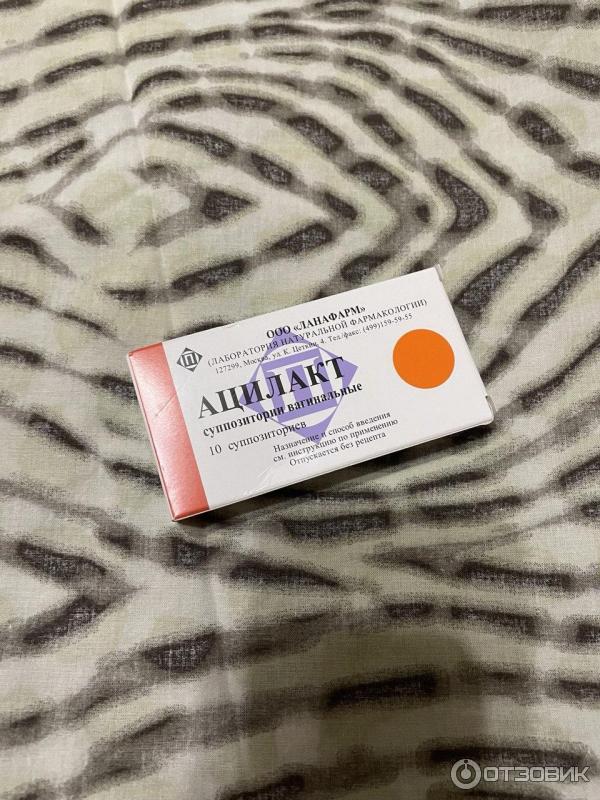 ООО «ЛАНАФАРМ»
(ЛАБОРАТОРИЯ НАТУРАЛЬНОЙ ФАРМАКОЛОГИИ)
127299, Москва, ул. К. Цеткин, 4. Тел./факс: (499)159-59-55
АЦИЛАКТ
суппозитории вагинальные
10 суппозиториев
Назначение и способ введения
см. инструкцию по применению
Отпускается без рецепта
ОТЗОВИК